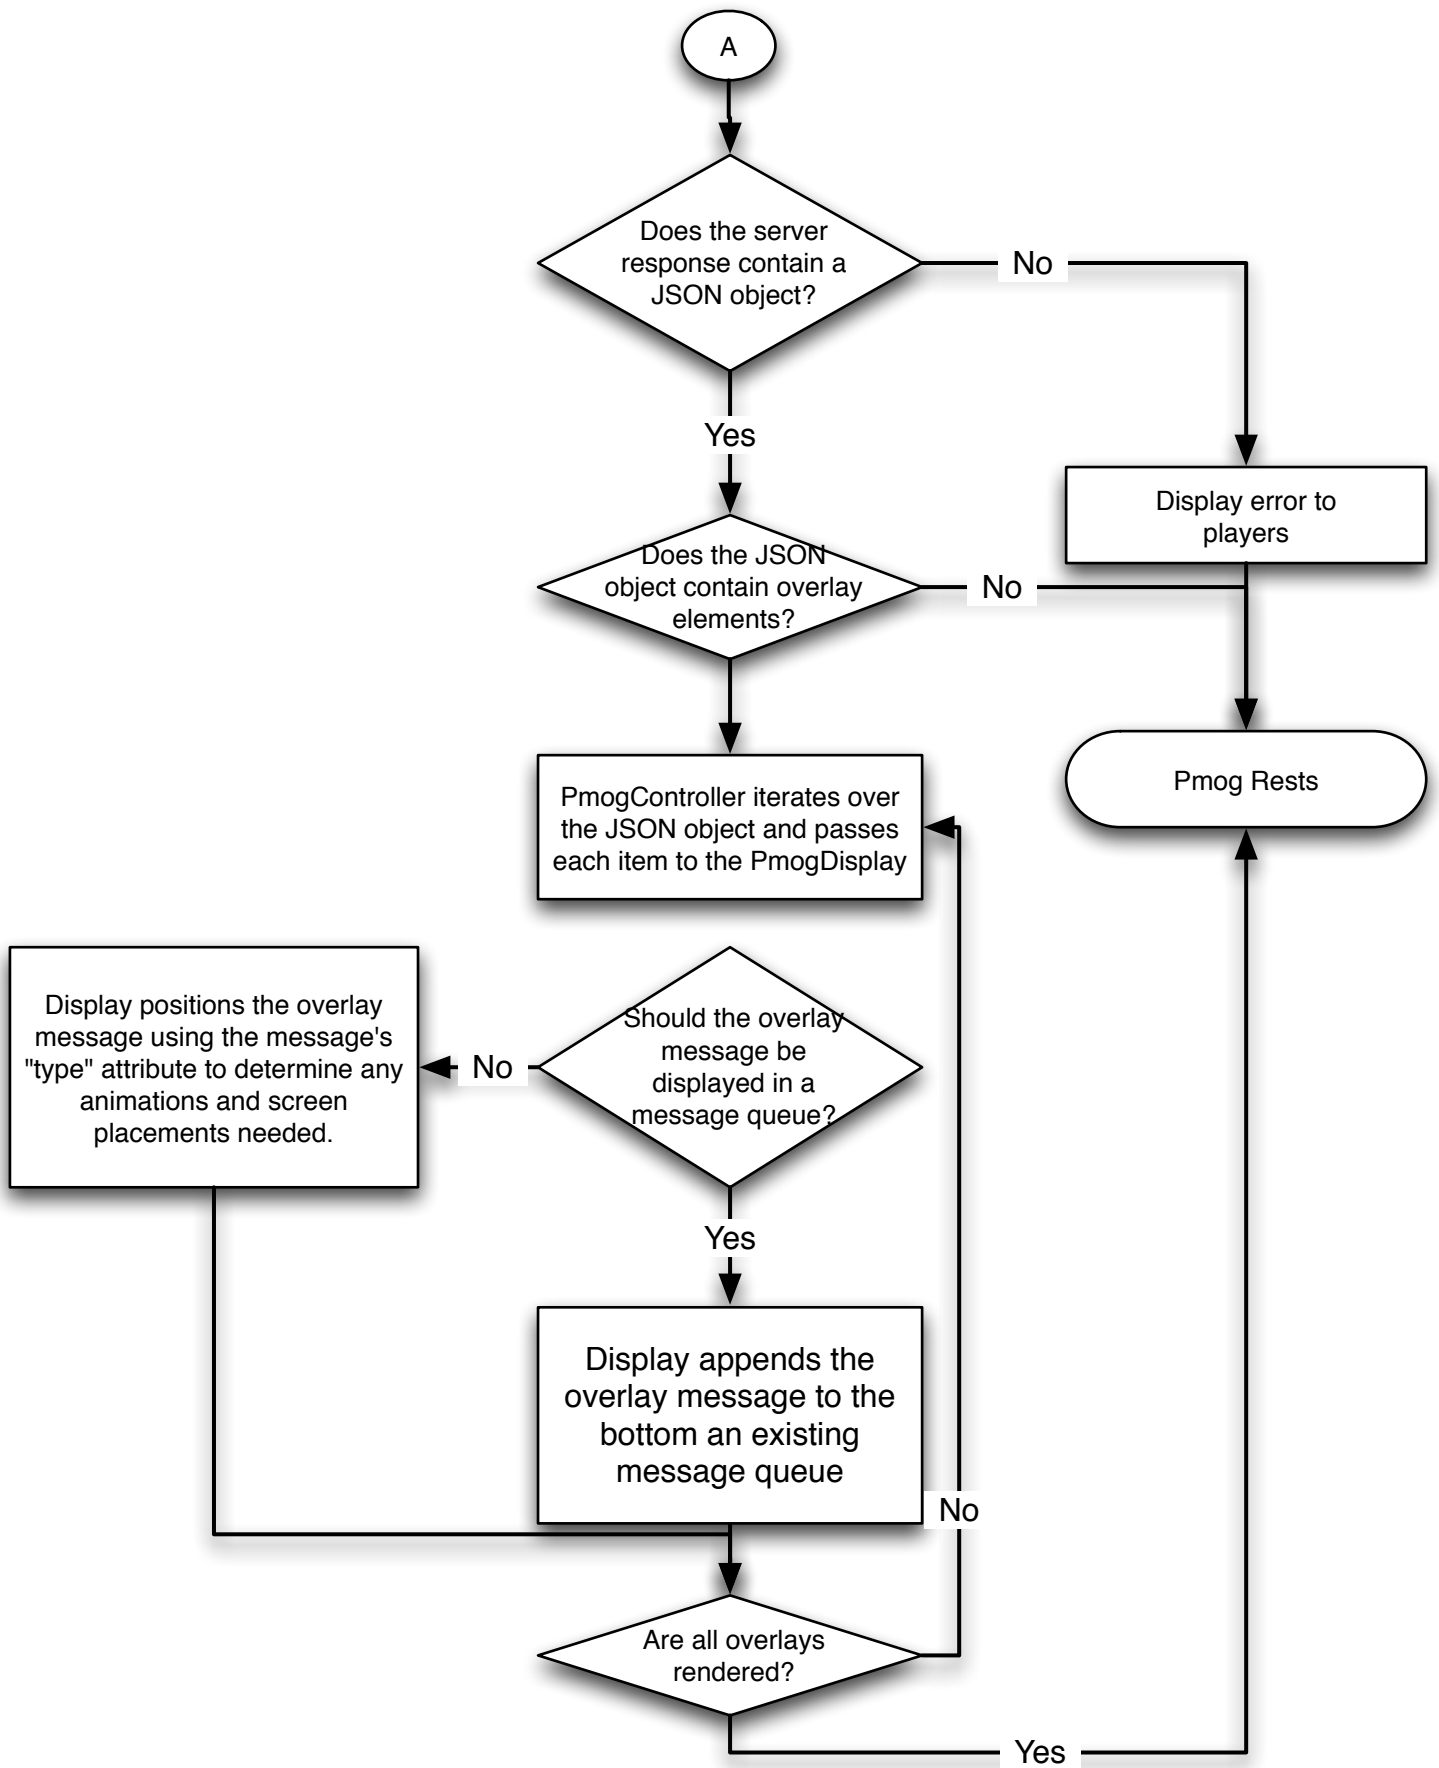 A
Does the server
response contain a
JSON object?
No
Yes
Display error to
players
Does the JSON
object contain overlay
elements?
No
PmogController iterates over
the JSON object and passes
each item to the PmogDisplay
Pmog Rests
Display positions the overlay
message using the message's
"type" attribute to determine any
animations and screen
placements needed.
No
Should the overlay
message be
displayed in a
message queue?
Yes
Display appends the
overlay message to the
bottom an existing
message queue
No
Are all overlays
rendered?
Yes